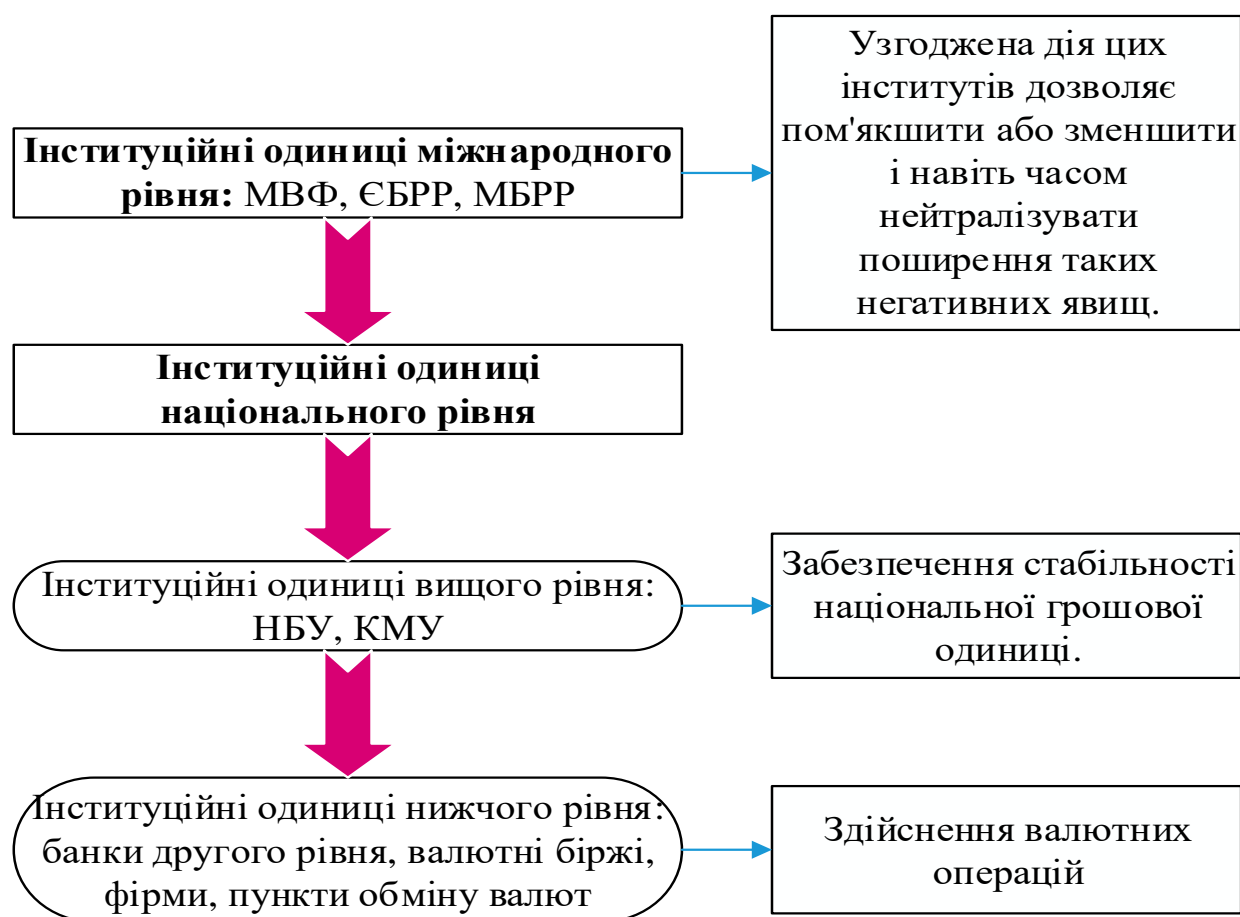 Інституційні одиниці міжнародного
рівня: МВФ, ЄБРР, МБРР
Узгоджена дія цих
інститутів дозволяє
пом'якшити або зменшити
і навіть часом
нейтралізувати
поширення таких
негативних явищ.
Інституційні одиниці
національного рівня
Інституційні одиниці вищого рівня:
НБУ, КМУ
Забезпечення стабільності
національної грошової
одиниці.
Інституційні одиниці нижчого рівня:
банки другого рівня, валютні біржі,
фірми, пункти обміну валют
Здійснення валютних
операцій